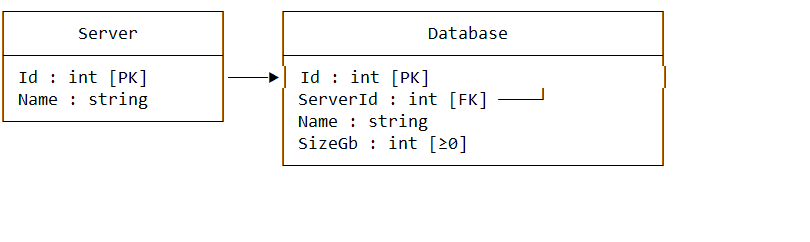 Server
Id : int [PK]
Name : string
Database
Id : int [PK]
ServerId : int [FK]
Name : string
SizeGb : int [≥0]